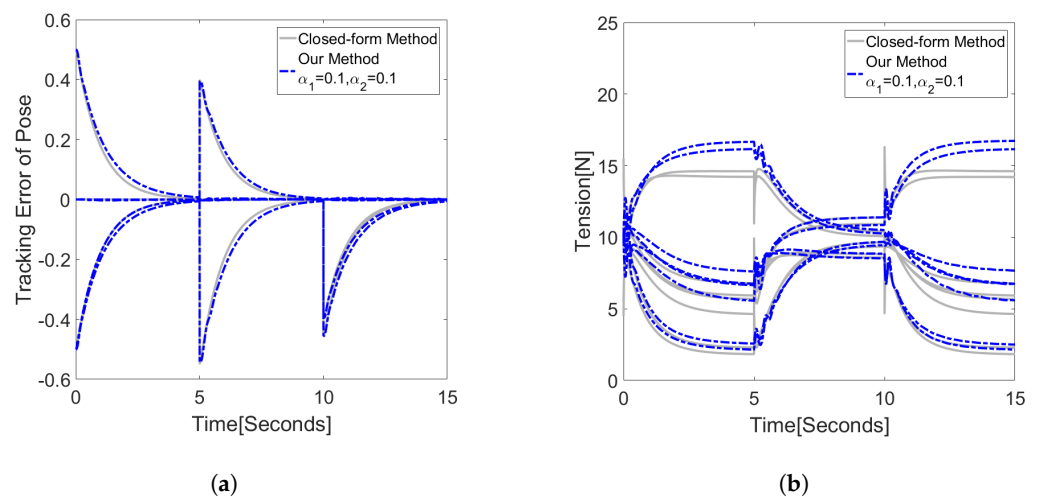 0.6
0.4
0.2
0
-0.2
-0.4
-0.6
Tracking Error of Pose
Closed-form Method
Our Method
α1=0.1,α2=0.1
0 5 10 15
Time[Seconds]
(a)
25
20
15
10
5
0
Tension[N]
Closed-form Method
Our Method
α1=0.1,α2=0.1
0 5 10 15
Time[Seconds]
(b)